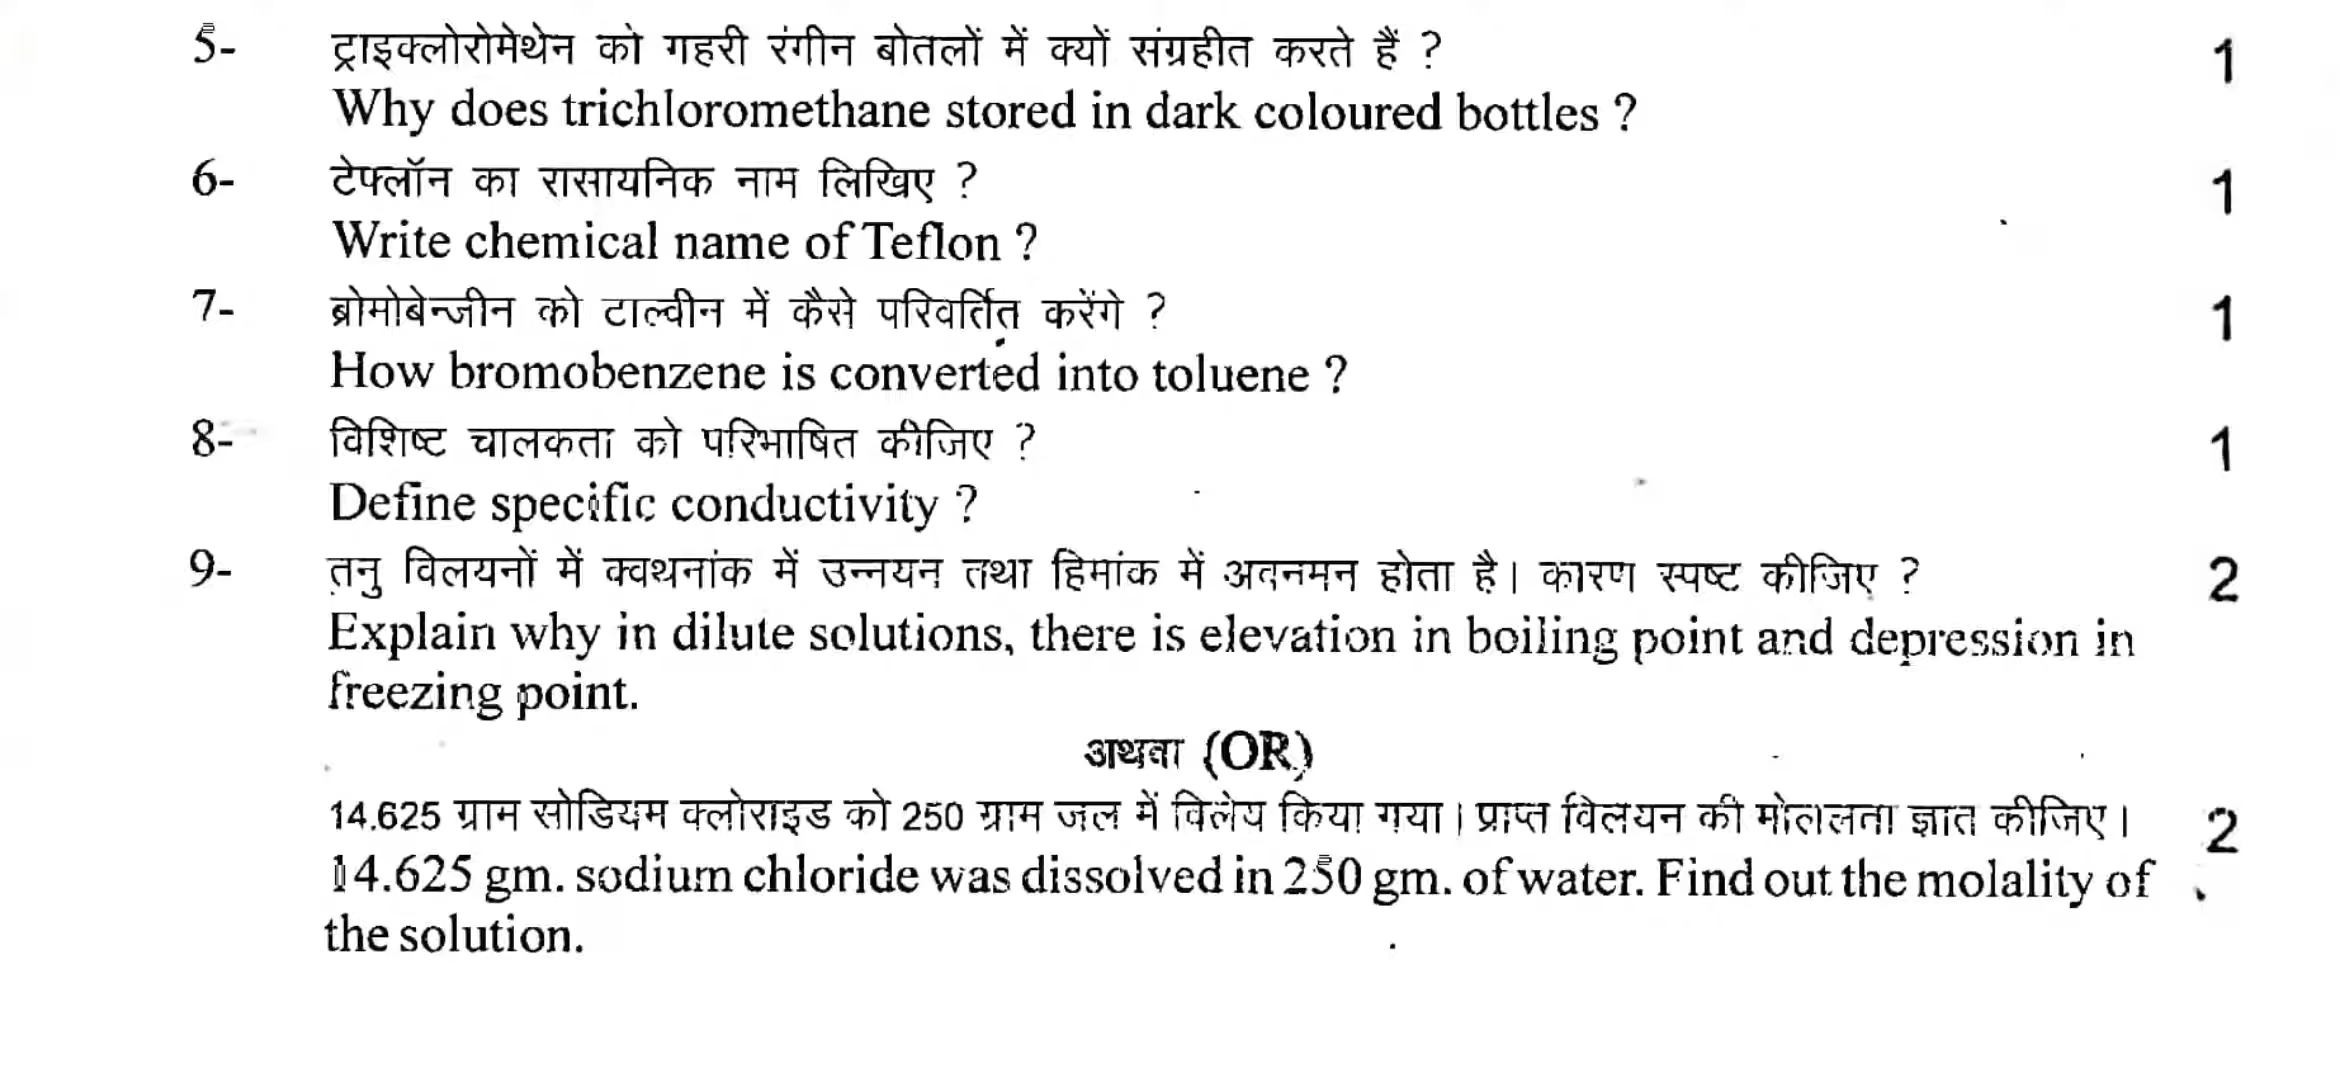 5- ट्राइक्लोरोमेथेन को गहरी रंगीन बोतलों में क्यों संग्रहीत करते हैं ? 1
Why does trichloromethane stored in dark coloured bottles ?
6- टेफ्लॉन का रासायनिक नाम लिखिए ? 1
Write chemical name of Teflon ?
7- ब्रोमोबेन्जीन को टाल्वीन में कैसे परिवर्तित करेंगे ? 1
How bromobenzene is converted into toluene ?
8- विशिष्ट चालकता को परिभाषित कीजिए ? 1
Define specific conductivity ?
9- तनु विलयनों में क्वथनांक में उन्नयन तथा हिमांक में अवनमन होता है। कारण स्पष्ट कीजिए ? 2
Explain why in dilute solutions, there is elevation in boiling point and depression in
freezing point.
अथवा (OR)
14.625 ग्राम सोडियम क्लोराइड को 250 ग्राम जल में विलेय किया गया। प्राप्त विलयन की मोललता ज्ञात कीजिए। 2
14.625 gm. sodium chloride was dissolved in 250 gm. of water. Find out the molality of
the solution.